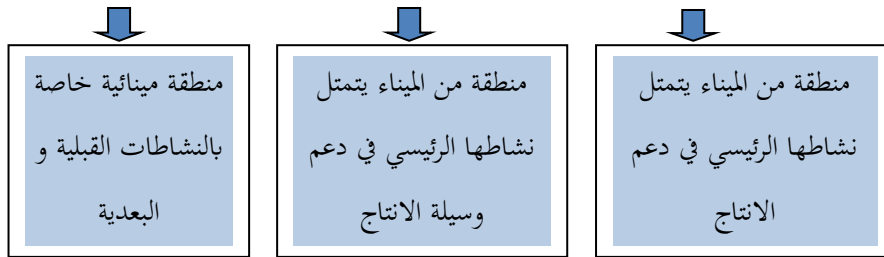 منطقة من الميناء يتمتل
نشاطها الرئيسي في دعم
الانتاج
منطقة من الميناء يتمتل
نشاطها الرئيسي في دعم
وسيلة الانتاج
منطقة مينائية خاصة
بالنشاطات القبلية و
البعدية